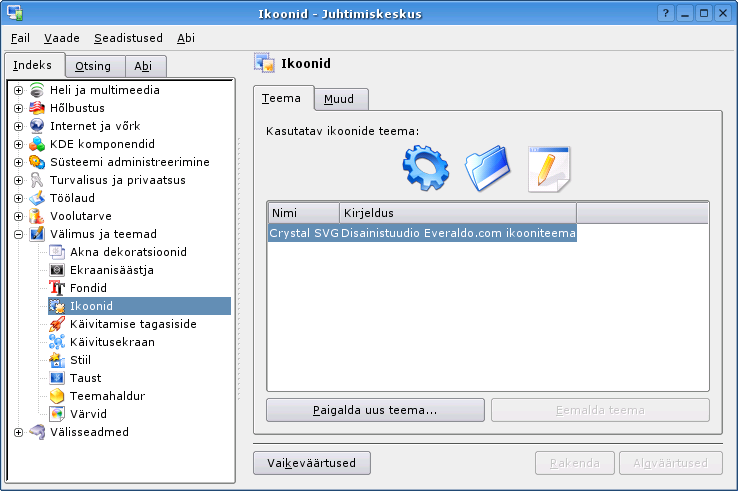 Ikoonid - Juhtimiskeskus
Fail Vaade Seadistused Abi
Indeks Otsing Abi
Heli ja multimeedia
Hõlbustus
Internet ja võrk
KDE komponendid
Süsteemi administreerimine
Turvalisus ja privaatsus
Töölaud
Voolutarve
Välimus ja teemad
Akna dekoratsioonid
Ekraanisäästja
Fondid
Ikoonid
Käivitamise tagasiside
Käivitusekraan
Stiil
Taust
Teemahaldur
Värvid
Välisseadmed
Ikoonid
Teema Muud
Kasutatav ikoonide teema:
Nimi Kirjeldus
Crystal SVG Disainistuudio Everaldo.com ikooniteema
Paigalda uus teema... Eemalda teema
Vaikeväärtused Rakenda Algväärtused